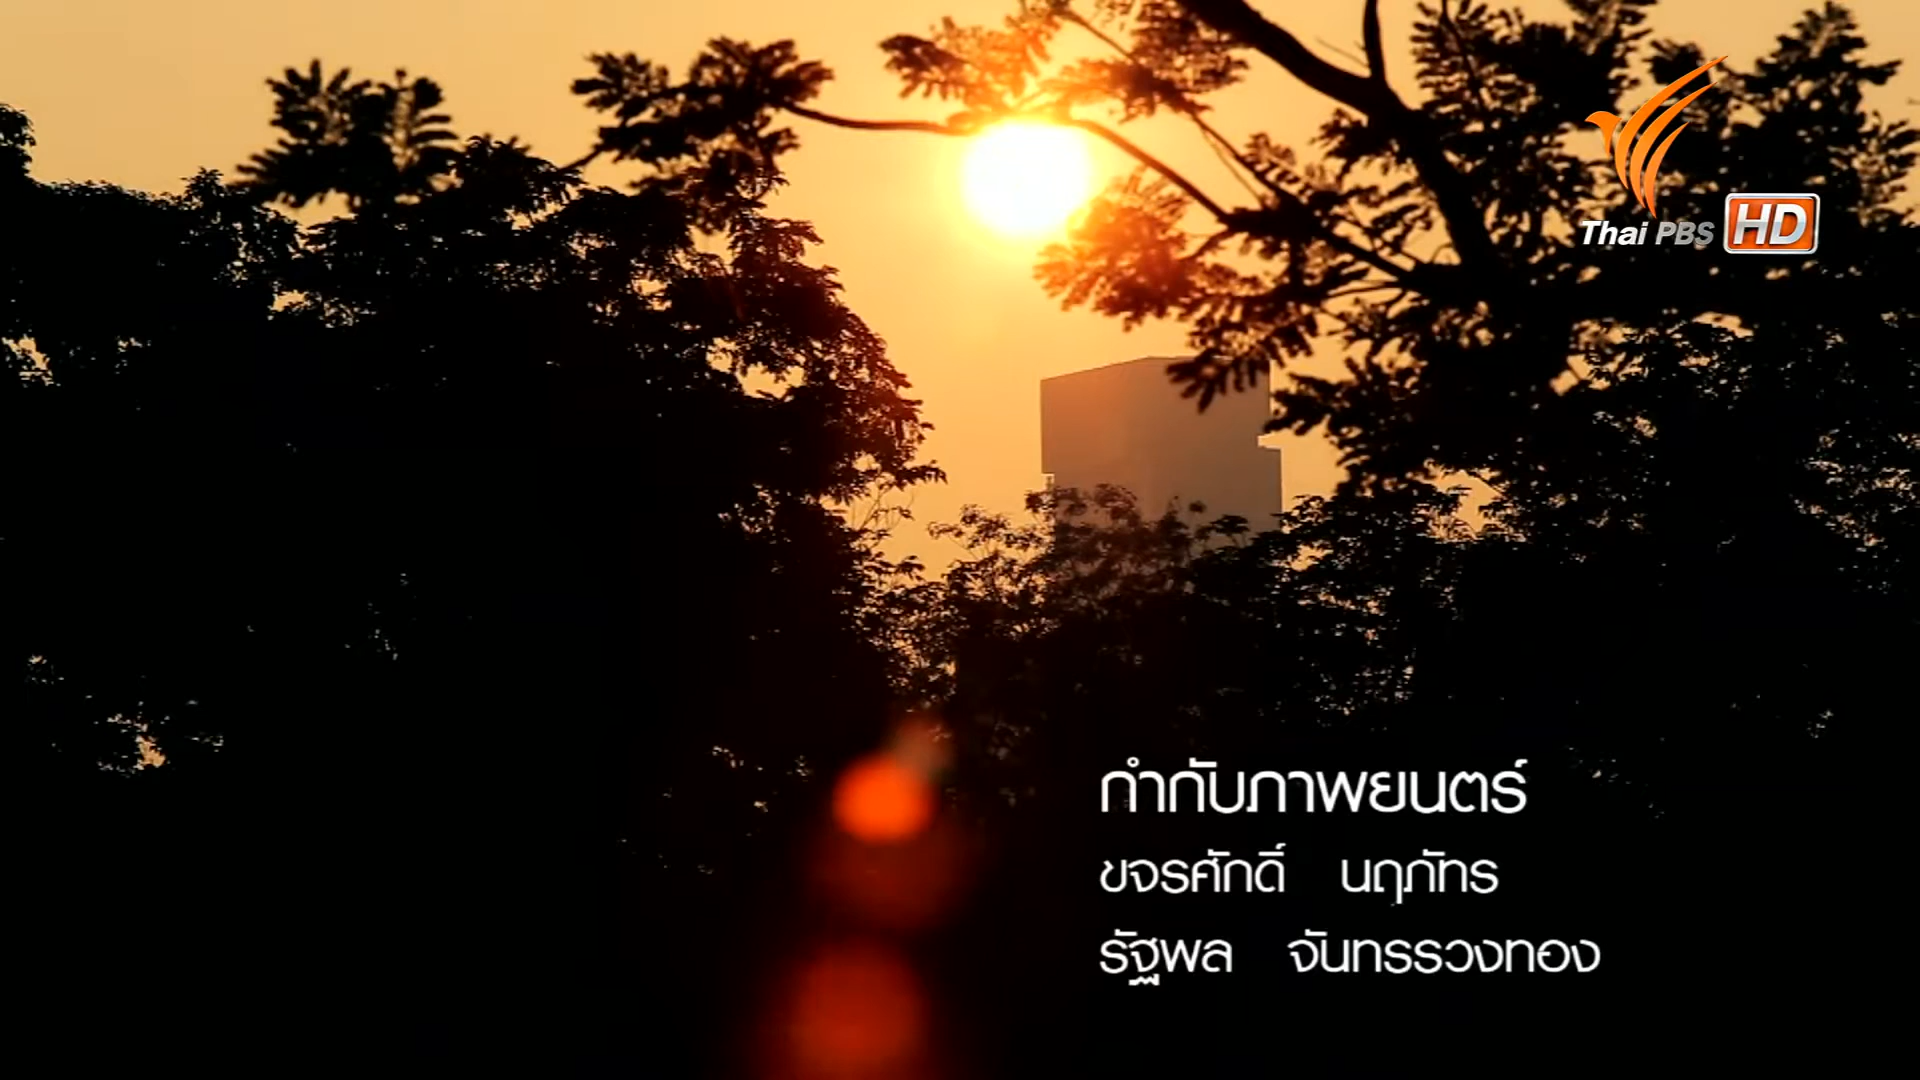 Thai PBS HD
กำกับภาพยนตร์
ขจรศักดิ์ นฤภัทร
รัฐพล จันทรรวงทอง